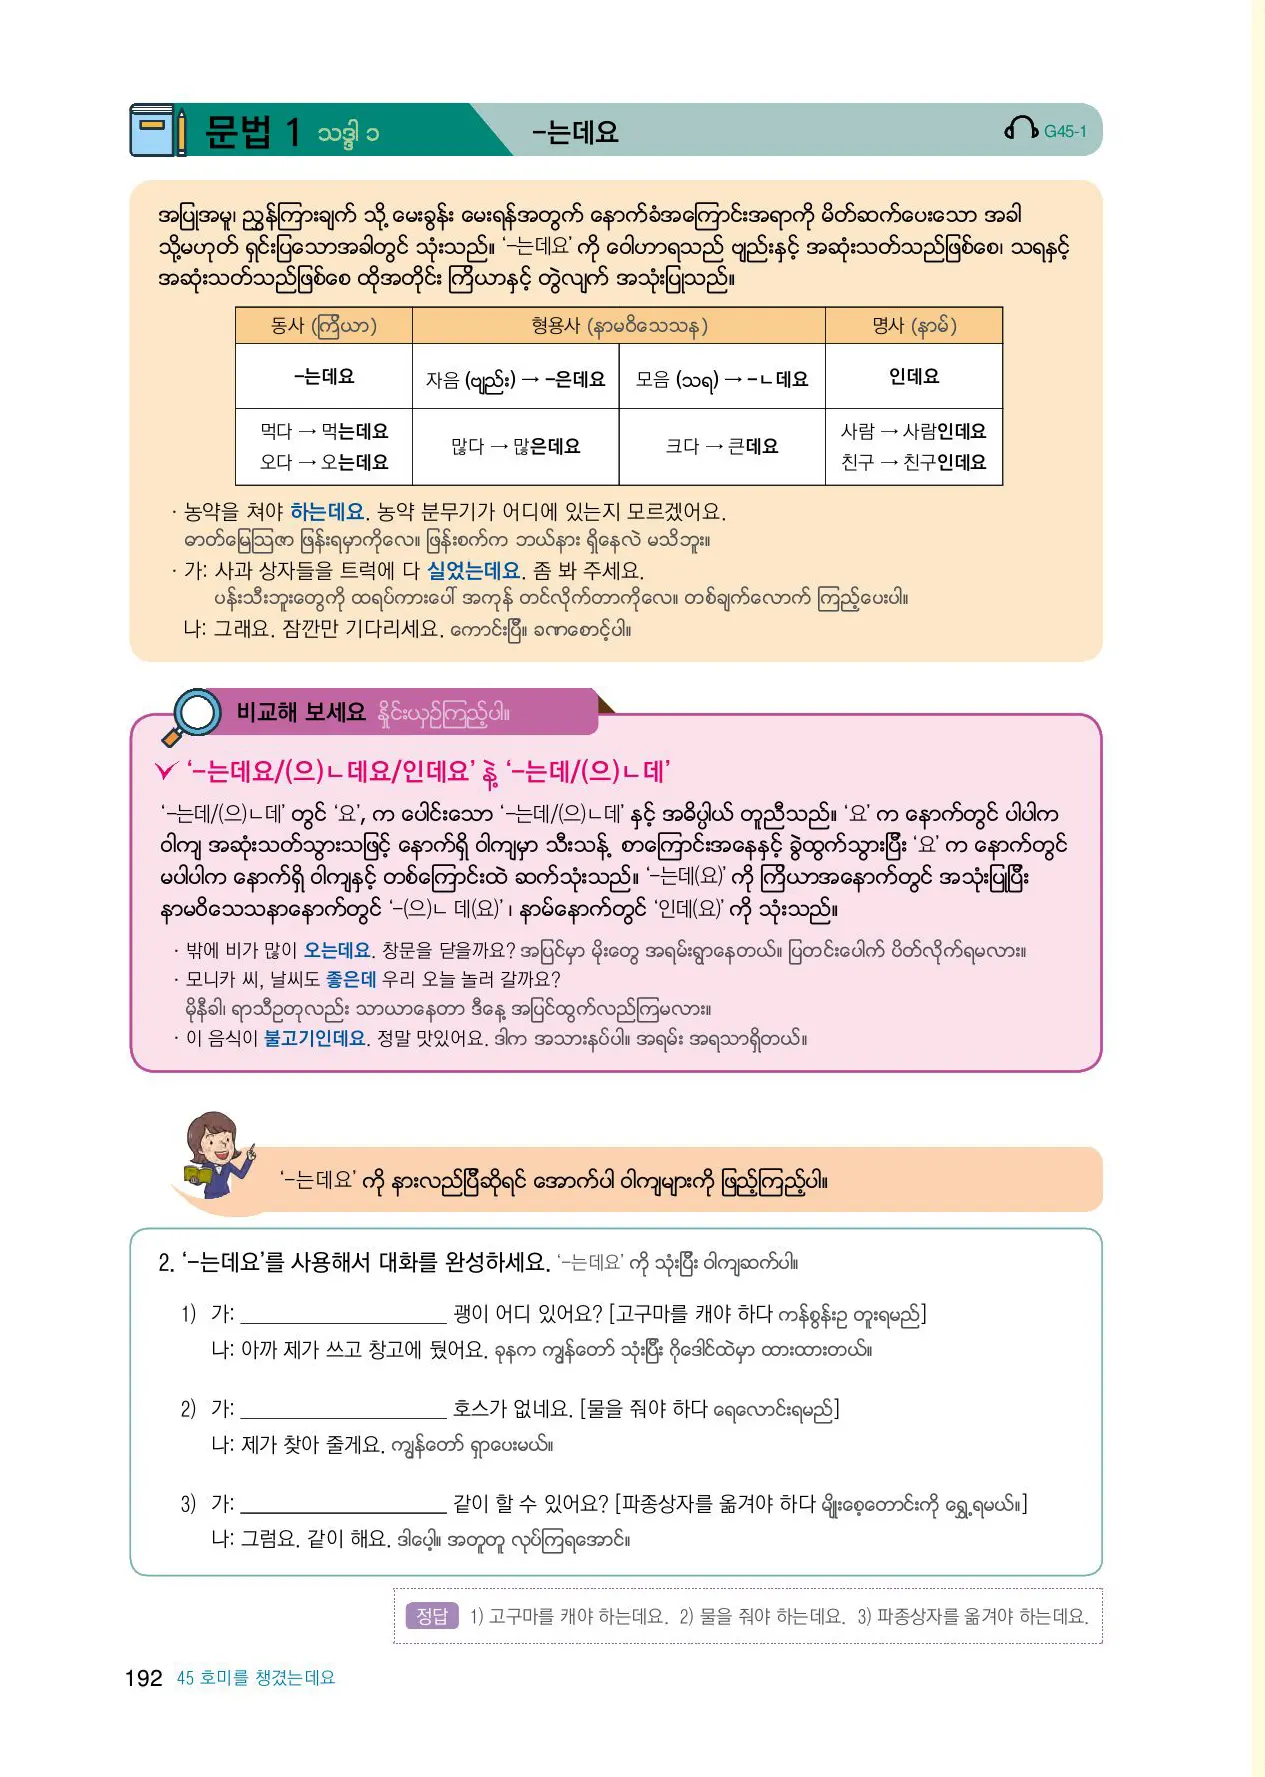 문법 1 သဒ္ဒါ ၁
-는데요
G45-1
အပြုအမူ၊ ညွှန်ကြားချက် သို့ မေးခွန်း မေးရန်အတွက် နောက်ခံအကြောင်းအရာကို မိတ်ဆက်ပေးသော အခါ
သို့မဟုတ် ရှင်းပြသောအခါတွင် သုံးသည်။ ‘-는데요’ ကို ဝေါဟာရသည် ဗျည်းနှင့် အဆုံးသတ်သည်ဖြစ်စေ၊ သရနှင့်
အဆုံးသတ်သည်ဖြစ်စေ ထိုအတိုင်း ကြိယာနှင့် တွဲလျက် အသုံးပြုသည်။
동사 (ကြိယာ) 형용사 (နာမဝိသေသန) 명사 (နာမ်)
-는데요 자음 (ဗျည်း) → -은데요 모음 (သရ) → -ㄴ데요 인데요
먹다 → 먹는데요 많다 → 많은데요 크다 → 큰데요 사람 → 사람인데요
오다 → 오는데요 친구 → 친구인데요
· 농약을 쳐야 하는데요. 농약 분무기가 어디에 있는지 모르겠어요.
ဓာတ်မြေဩဇာ ဖြန်းရမှာကိုလေ။ ဖြန်းစက်က ဘယ်နား ရှိနေလဲ မသိဘူး။
· 가: 사과 상자들을 트럭에 다 실었는데요. 좀 봐 주세요.
ပန်းသီးဘူးတွေကို ထရပ်ကားပေါ် အကုန် တင်လိုက်တာကိုလေ။ တစ်ချက်လောက် ကြည့်ပေးပါ။
나: 그래요. 잠깐만 기다리세요. ကောင်းပြီ။ ခဏစောင့်ပါ။
비교해 보세요 နှိုင်းယှဉ်ကြည့်ပါ။
‘-는데요/(으)ㄴ데요/인데요’ နဲ့ ‘-는데/(으)ㄴ데’
‘-는데/(으)ㄴ데’ တွင် ‘요’, က ပေါင်းသော ‘-는데/(으)ㄴ데’ နှင့် အဓိပ္ပါယ် တူညီသည်။ ‘요’ က နောက်တွင် ပါပါက
ဝါကျ အဆုံးသတ်သွားသဖြင့် နောက်ရှိ ဝါကျမှာ သီးသန့် စာကြောင်းအနေနှင့် ခွဲထွက်သွားပြီး ‘요’ က နောက်တွင်
မပါပါက နောက်ရှိ ဝါကျနှင့် တစ်ကြောင်းထဲ ဆက်သုံးသည်။ ‘-는데(요)’ ကို ကြိယာအနောက်တွင် အသုံးပြုပြီး
နာမဝိသေသနာနောက်တွင် ‘-(으)ㄴ 데(요)’ ၊ နာမ်နောက်တွင် ‘인데(요)’ ကို သုံးသည်။
· 밖에 비가 많이 오는데요. 창문을 닫을까요? အပြင်မှာ မိုးတွေ အရမ်းရွာနေတယ်။ ပြတင်းပေါက် ပိတ်လိုက်ရမလား။
· 모니카 씨, 날씨도 좋은데 우리 오늘 놀러 갈까요?
မိုနီခါ၊ ရာသီဥတုလည်း သာယာနေတာ ဒီနေ့ အပြင်ထွက်လည်ကြမလား။
· 이 음식이 불고기인데요. 정말 맛있어요. ဒါက အသားနပ်ပါ။ အရမ်း အရသာရှိတယ်။
‘-는데요’ ကို နားလည်ပြီဆိုရင် အောက်ပါ ဝါကျများကို ဖြည့်ကြည့်ပါ။
2. ‘-는데요’를 사용해서 대화를 완성하세요. ‘-는데요’ ကို သုံးပြီး ဝါကျဆက်ပါ။
1) 가: ____________________ 괭이 어디 있어요? [고구마를 캐야 하다 ကန်စွန်းဥ တူးရမည်]
나: 아까 제가 쓰고 창고에 뒀어요. ခုနက ကျွန်တော် သုံးပြီး ဂိုဒေါင်ထဲမှာ ထားထားတယ်။
2) 가: ____________________ 호스가 없네요. [물을 줘야 하다 ရေလောင်းရမည်]
나: 제가 찾아 줄게요. ကျွန်တော် ရှာပေးမယ်။
3) 가: ____________________ 같이 할 수 있어요? [파종상자를 옮겨야 하다 မျိုးစေ့တောင်းကို ရွှေ့ရမယ်။]
나: 그럼요. 같이 해요. ဒါပေါ့။ အတူတူ လုပ်ကြရအောင်။
정답 1) 고구마를 캐야 하는데요. 2) 물을 줘야 하는데요. 3) 파종상자를 옮겨야 하는데요.
192 45 호미를 챙겼는데요